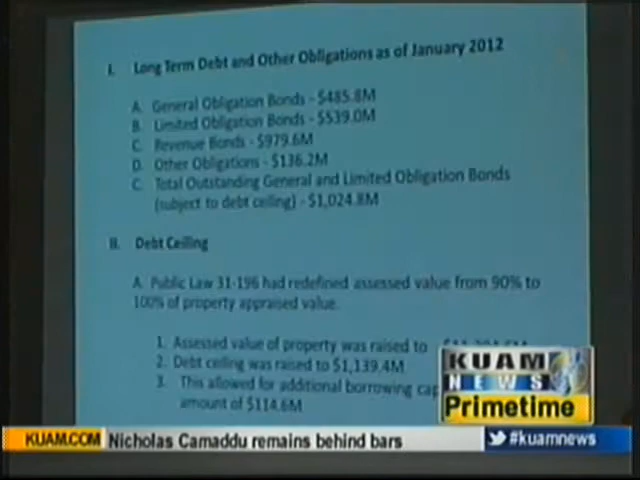 I. Long Term Debt and Other Obligations as of January 2012
A. General Obligation Bonds - $485.8M
B. Limited Obligation Bonds - $539.0M
C. Revenue Bonds - $979.6M
D. Other Obligations - $136.2M
C. Total Outstanding General and Limited Obligation Bonds
(subject to debt ceiling) - $1,024.8M
II. Debt Ceiling
A. Public Law 31-196 had redefined assessed value from 90% to
100% of property appraised value.
1. Assessed value of property was raised to
2. Debt ceiling was raised to $1,139.4M
3. This allowed for additional borrowing cap
amount of $114.6M
KUAM
NEWS
Primetime
KUAM.COM Nicholas Camaddu remains behind bars #kuamnews